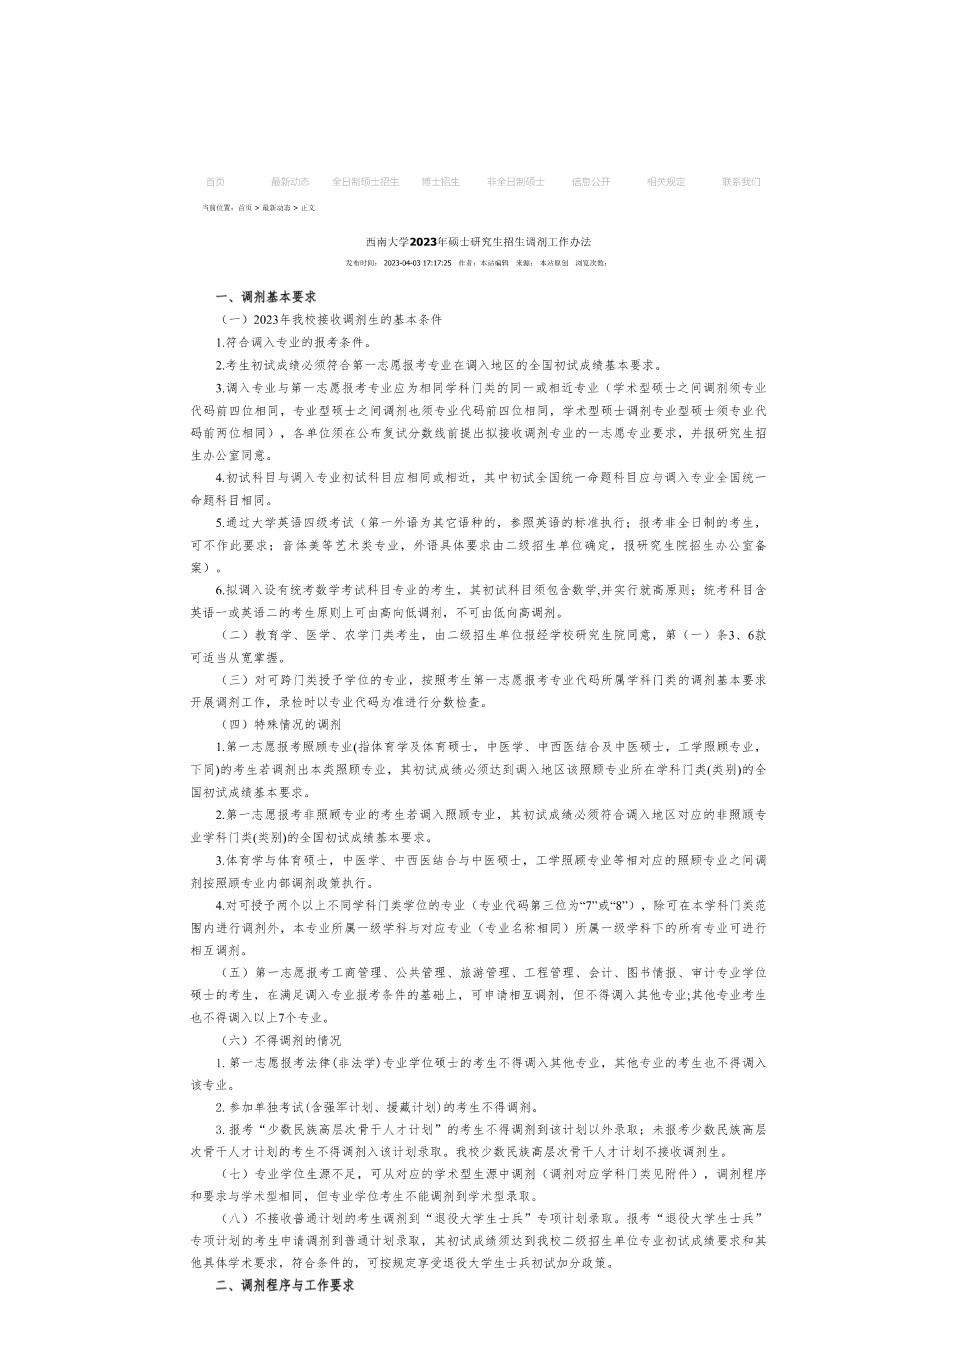 首页 最新动态 全日制硕士招生 博士招生 非全日制硕士 信息公开 相关规定 联系我们
当前位置：首页 > 最新动态 > 正文
西南大学2023年硕士研究生招生调剂工作办法
发布时间： 2023-04-03 17:17:25 作者：本站编辑 来源： 本站原创 浏览次数：
一、调剂基本要求
（一）2023年我校接收调剂生的基本条件
1.符合调入专业的报考条件。
2.考生初试成绩必须符合第一志愿报考专业在调入地区的全国初试成绩基本要求。
3.调入专业与第一志愿报考专业应为相同学科门类的同一或相近专业（学术型硕士之间调剂须专业
代码前四位相同，专业型硕士之间调剂也须专业代码前四位相同，学术型硕士调剂专业型硕士须专业代
码前两位相同），各单位须在公布复试分数线前提出拟接收调剂专业的一志愿专业要求，并报研究生招
生办公室同意。
4.初试科目与调入专业初试科目应相同或相近，其中初试全国统一命题科目应与调入专业全国统一
命题科目相同。
5.通过大学英语四级考试（第一外语为其它语种的，参照英语的标准执行；报考非全日制的考生，
可不作此要求；音体美等艺术类专业，外语具体要求由二级招生单位确定，报研究生院招生办公室备
案）。
6.拟调入设有统考数学考试科目专业的考生，其初试科目须包含数学,并实行就高原则；统考科目含
英语一或英语二的考生原则上可由高向低调剂，不可由低向高调剂。
（二）教育学、医学、农学门类考生，由二级招生单位报经学校研究生院同意，第（一）条3、6款
可适当从宽掌握。
（三）对可跨门类授予学位的专业，按照考生第一志愿报考专业代码所属学科门类的调剂基本要求
开展调剂工作，录检时以专业代码为准进行分数检查。
（四）特殊情况的调剂
1.第一志愿报考照顾专业(指体育学及体育硕士，中医学、中西医结合及中医硕士，工学照顾专业，
下同)的考生若调剂出本类照顾专业，其初试成绩必须达到调入地区该照顾专业所在学科门类(类别)的全
国初试成绩基本要求。
2.第一志愿报考非照顾专业的考生若调入照顾专业，其初试成绩必须符合调入地区对应的非照顾专
业学科门类(类别)的全国初试成绩基本要求。
3.体育学与体育硕士，中医学、中西医结合与中医硕士，工学照顾专业等相对应的照顾专业之间调
剂按照顾专业内部调剂政策执行。
4.对可授予两个以上不同学科门类学位的专业（专业代码第三位为“7”或“8”），除可在本学科门类范
围内进行调剂外，本专业所属一级学科与对应专业（专业名称相同）所属一级学科下的所有专业可进行
相互调剂。
（五）第一志愿报考工商管理、公共管理、旅游管理、工程管理、会计、图书情报、审计专业学位
硕士的考生，在满足调入专业报考条件的基础上，可申请相互调剂，但不得调入其他专业;其他专业考生
也不得调入以上7个专业。
（六）不得调剂的情况
1. 第一志愿报考法律(非法学)专业学位硕士的考生不得调入其他专业，其他专业的考生也不得调入
该专业。
2. 参加单独考试(含强军计划、援藏计划)的考生不得调剂。
3. 报考“少数民族高层次骨干人才计划”的考生不得调剂到该计划以外录取；未报考少数民族高层
次骨干人才计划的考生不得调剂入该计划录取。我校少数民族高层次骨干人才计划不接收调剂生。
（七）专业学位生源不足，可从对应的学术型生源中调剂（调剂对应学科门类见附件），调剂程序
和要求与学术型相同，但专业学位考生不能调剂到学术型录取。
（八）不接收普通计划的考生调剂到“退役大学生士兵”专项计划录取。报考“退役大学生士兵”
专项计划的考生申请调剂到普通计划录取，其初试成绩须达到我校二级招生单位专业初试成绩要求和其
他具体学术要求，符合条件的，可按规定享受退役大学生士兵初试加分政策。
二、调剂程序与工作要求